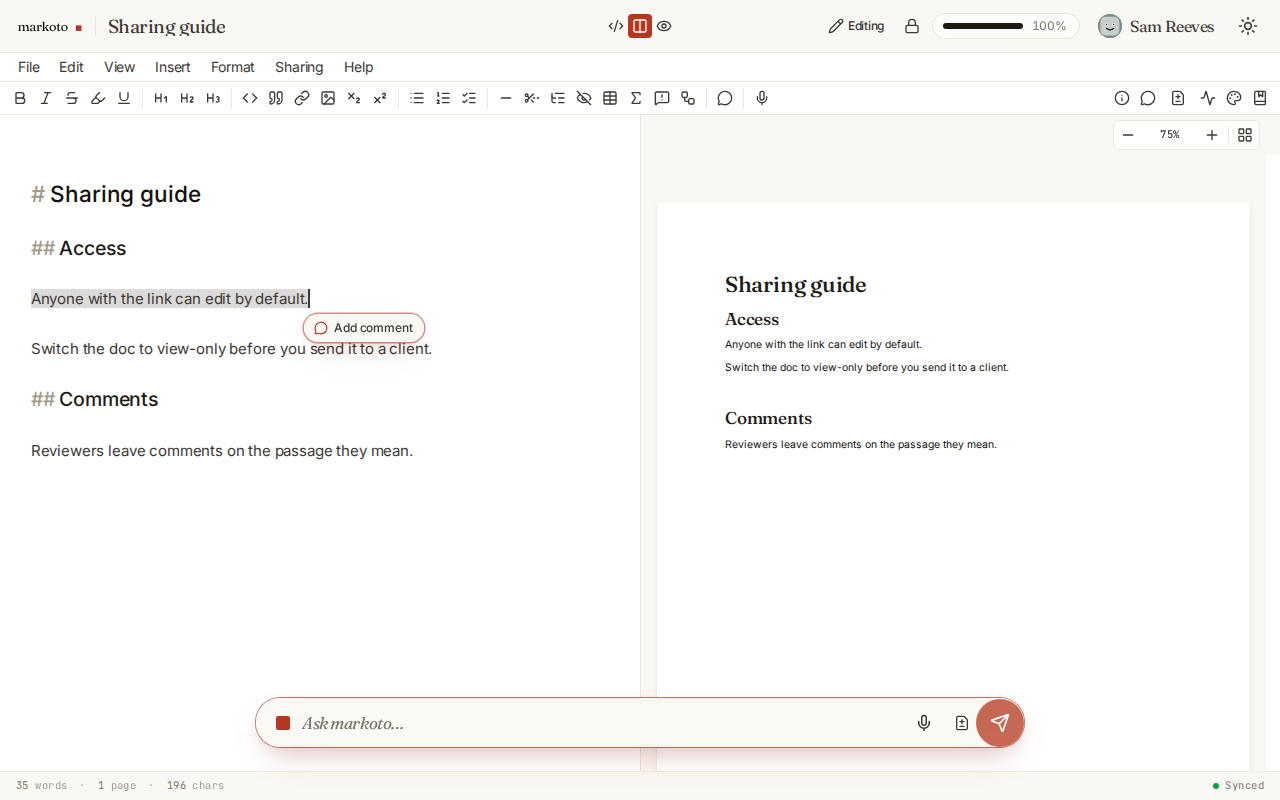 markoto
Sharing guide
Editing
100%
Sam Reeves
File Edit View Insert Format Sharing Help
H1 H2 H3
75%
# Sharing guide
## Access
Anyone with the link can edit by default.
Add comment
Switch the doc to view-only before you send it to a client.
## Comments
Reviewers leave comments on the passage they mean.
Sharing guide
Access
Anyone with the link can edit by default.
Switch the doc to view-only before you send it to a client.
Comments
Reviewers leave comments on the passage they mean.
Ask markoto...
35 words · 1 page · 196 chars
Synced